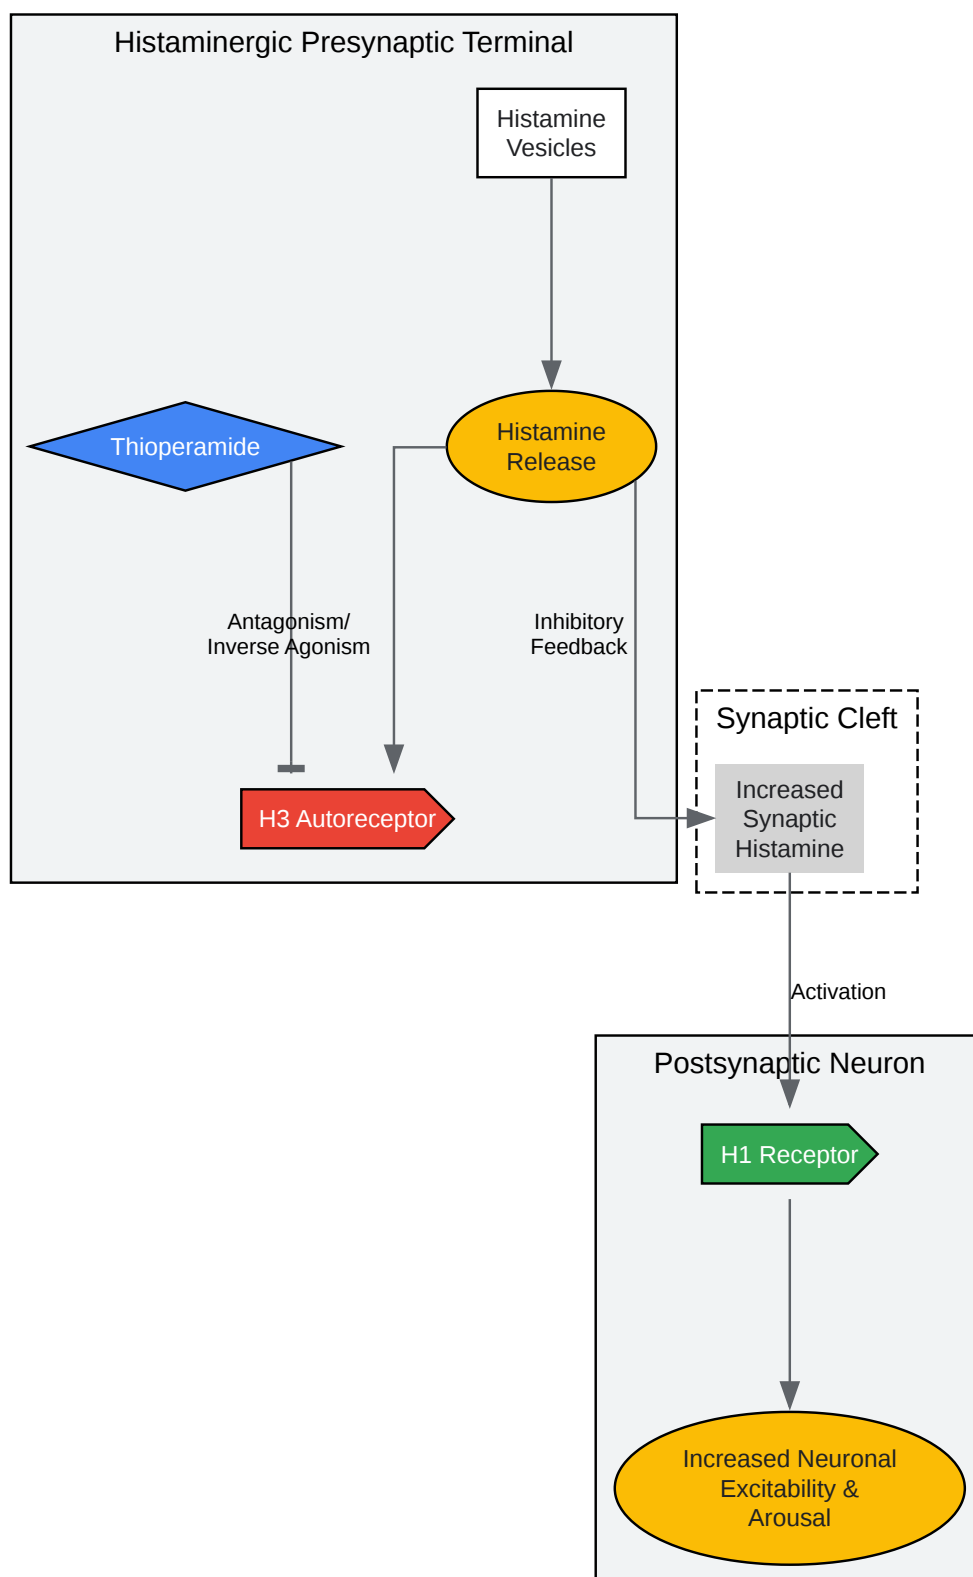 Histaminergic Presynaptic Terminal
Histamine
Vesicles
Thioperamide
Histamine
Release
Antagonism/
Inverse Agonism
Inhibitory
Feedback
Synaptic Cleft
Increased
Synaptic
Histamine
H3 Autoreceptor
Activation
Postsynaptic Neuron
H1 Receptor
Increased Neuronal
Excitability &
Arousal